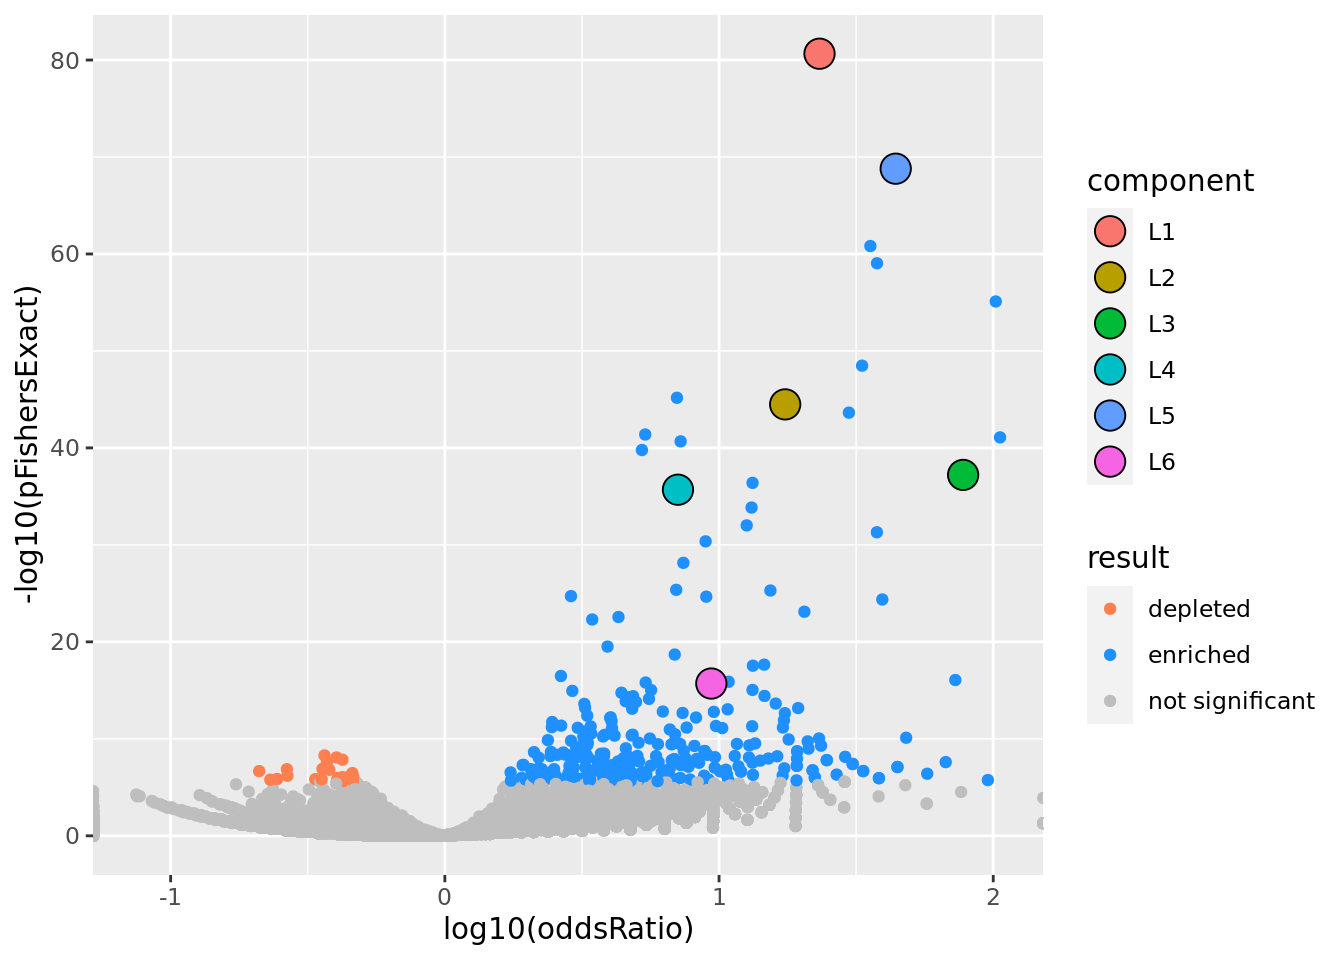 80
60
40
20
0
-1
0
1
2
log10(oddsRatio)
-log10(pFishersExact)
component
L1
L2
L3
L4
L5
L6
result
depleted
enriched
not significant